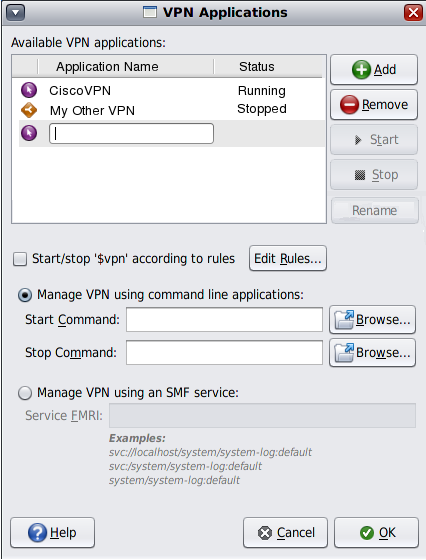 VPN Applications
Available VPN applications:
Application Name Status
CiscoVPN Running
My Other VPN Stopped
Add
Remove
Start
Stop
Rename
Start/stop '$vpn' according to rules Edit Rules...
Manage VPN using command line applications:
Start Command: Browse...
Stop Command: Browse...
Manage VPN using an SMF service:
Service FMRI:
Examples:
svc://localhost/system/system-log:default
svc:/system/system-log:default
system/system-log:default
Help Cancel OK